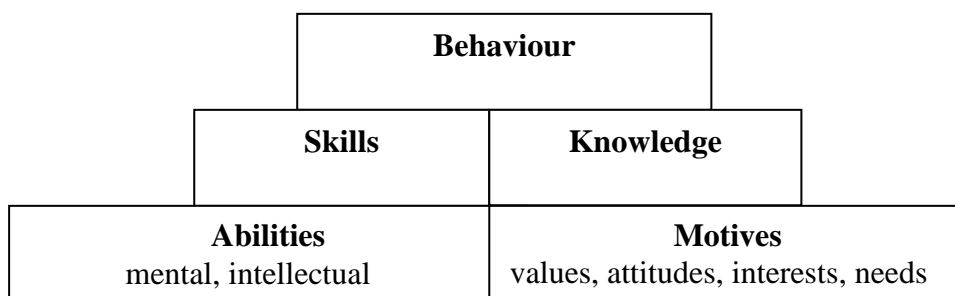 Behaviour
Skills
Knowledge
Abilities
mental, intellectual
Motives
values, attitudes, interests, needs